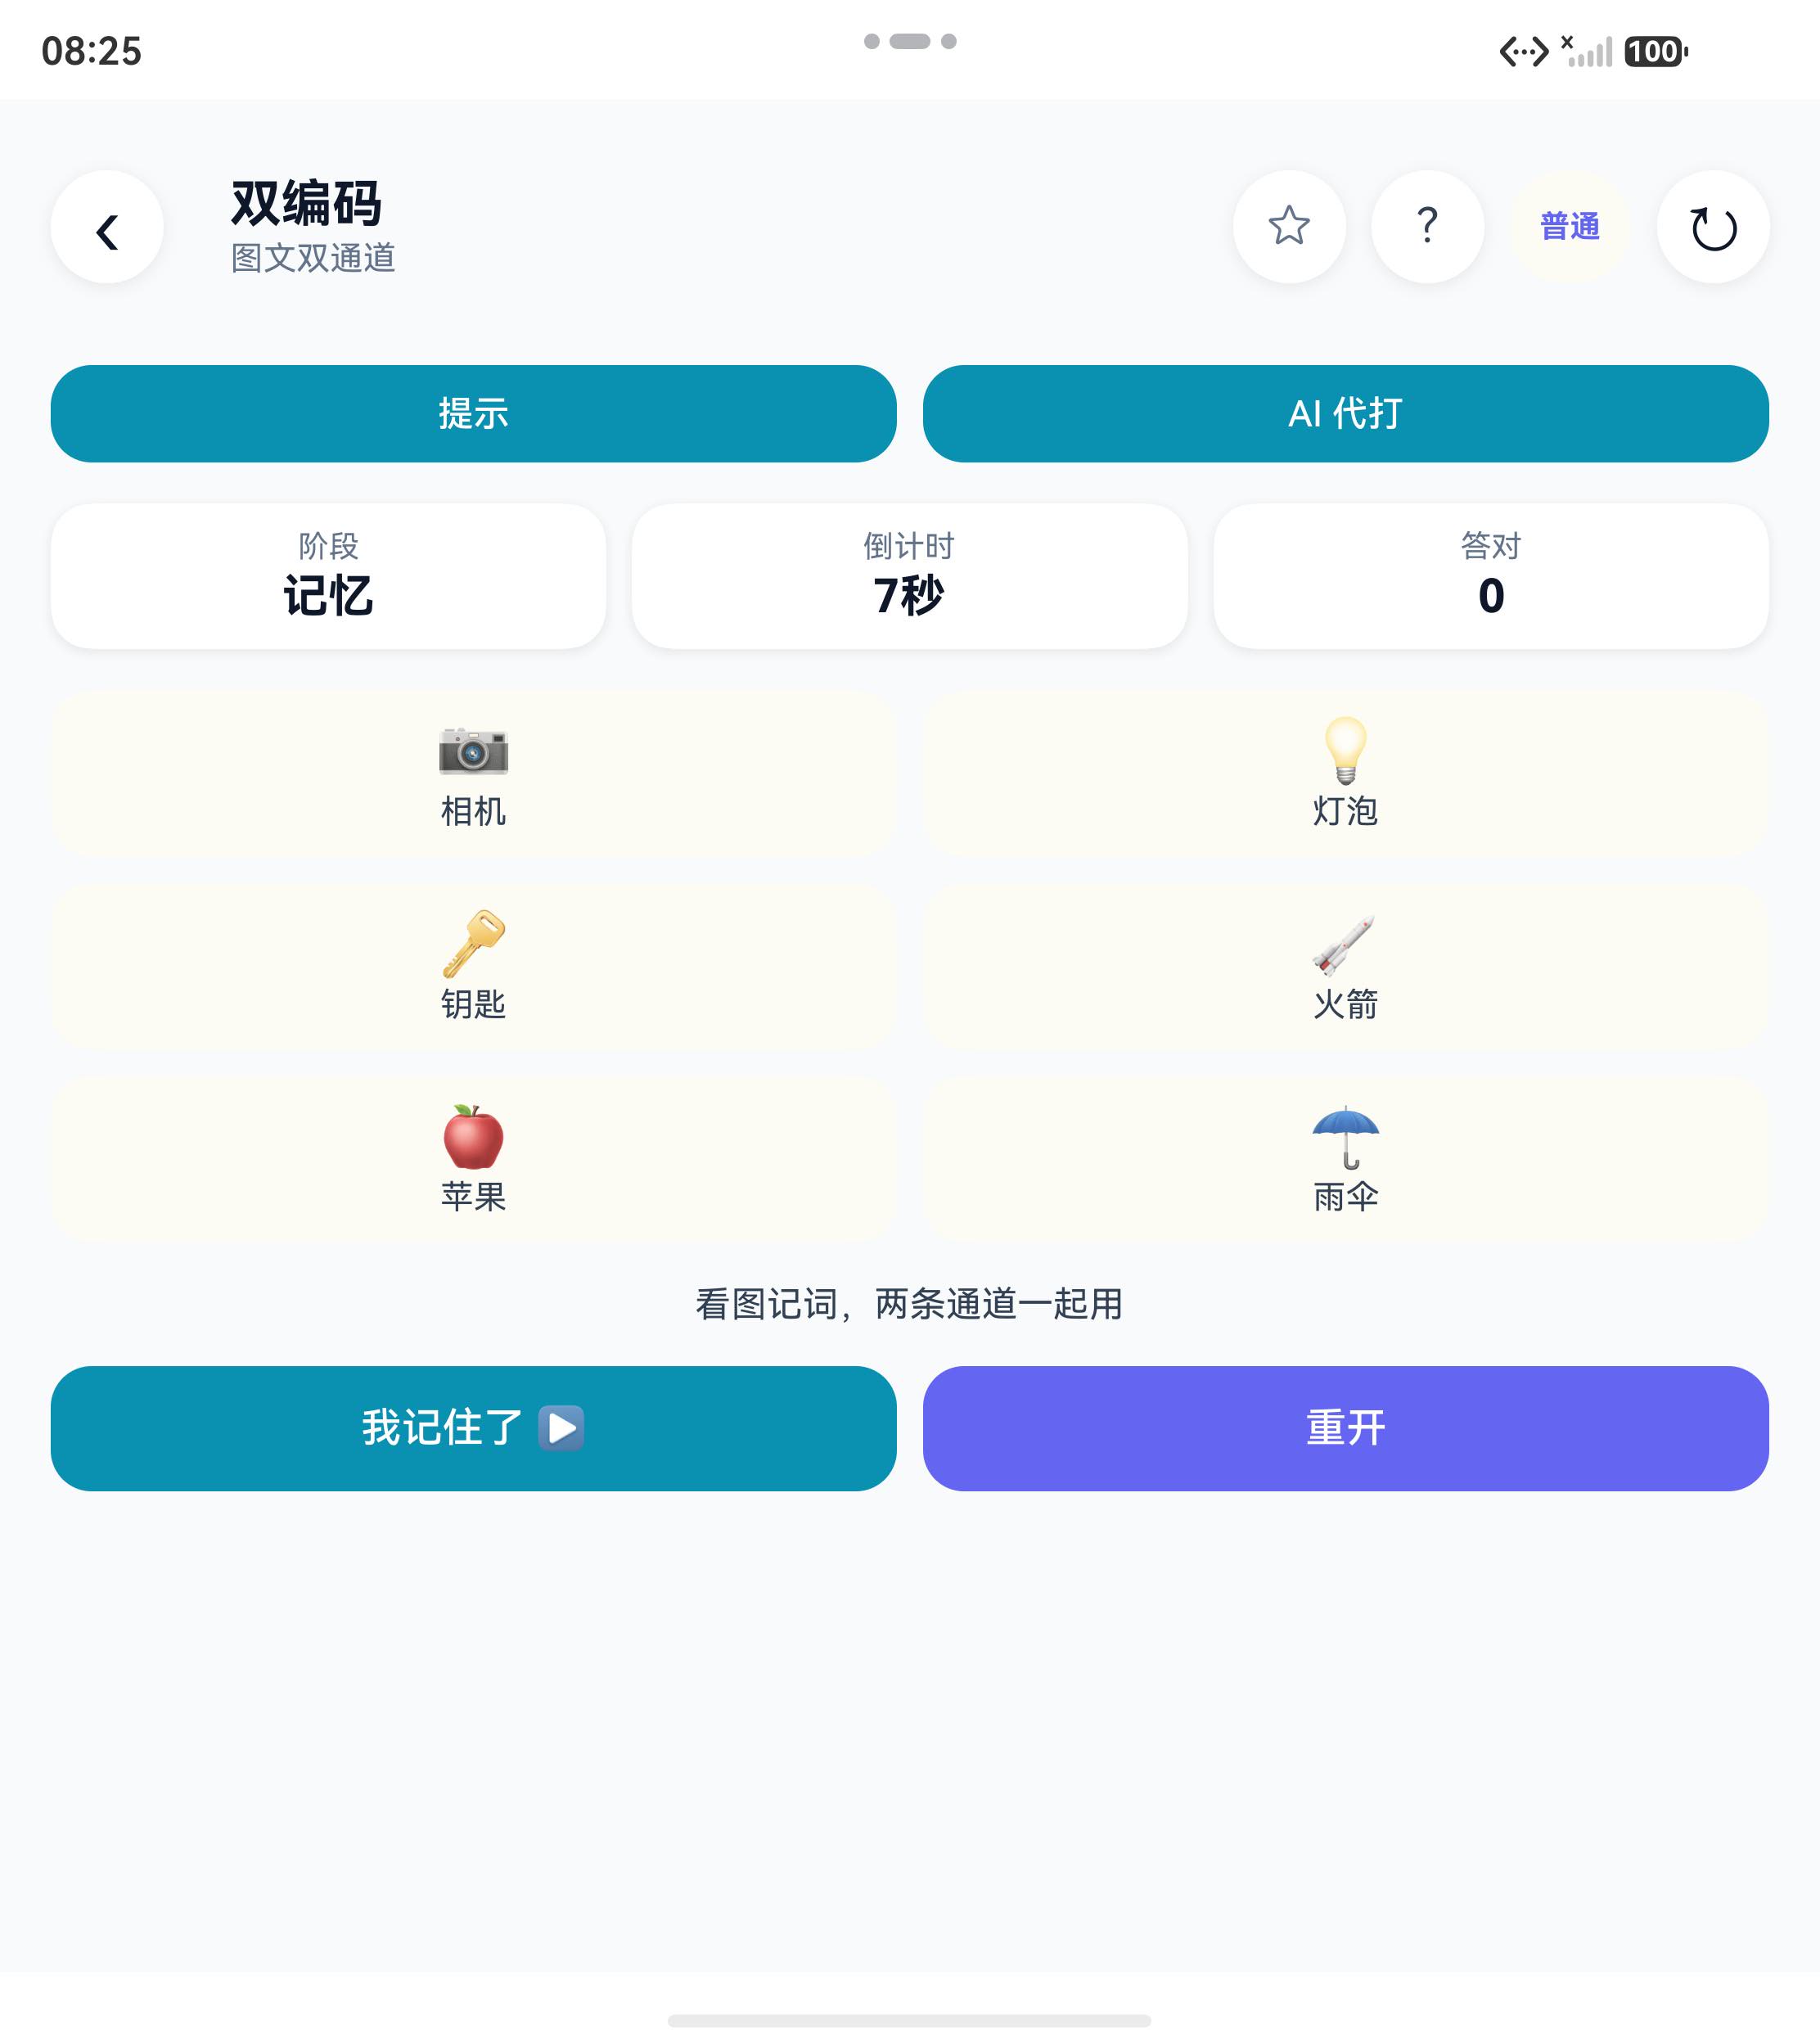 08:25
100
双编码
图文双通道
?
普通
提示
AI 代打
阶段
记忆
倒计时
7秒
答对
0
相机
灯泡
钥匙
火箭
苹果
雨伞
看图记词，两条通道一起用
我记住了
重开